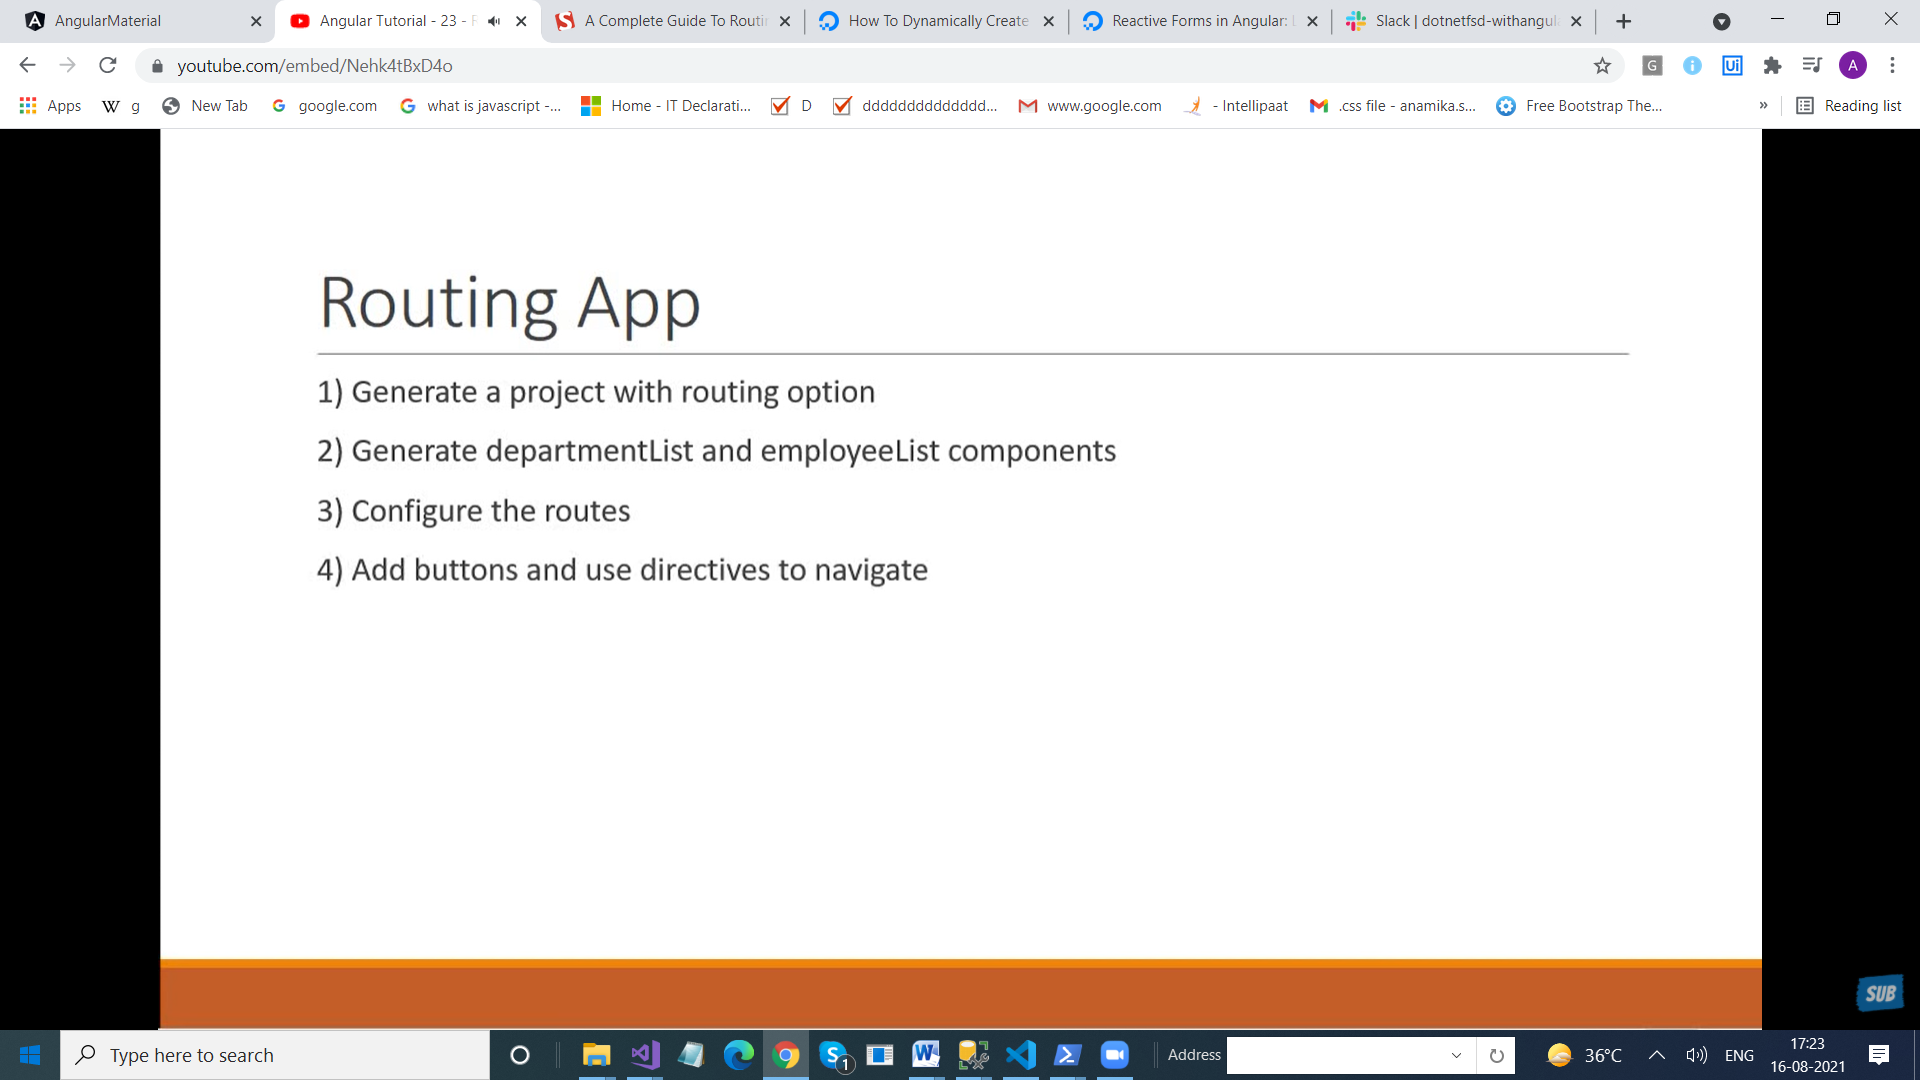 AngularMaterial
Angular Tutorial - 23 - R
A Complete Guide To Routi
How To Dynamically Create
Reactive Forms in Angular: 
Slack | dotnetfsd-withangul
youtube.com/embed/Nehk4tBxD4o
G
i
Ui
A
Apps
W g
New Tab
google.com
what is javascript -...
Home - IT Declarati...
D
dddddddddddddd...
www.google.com
- Intellipaat
.css file - anamika.s...
Free Bootstrap The...
»
Reading list
Routing App
1) Generate a project with routing option
2) Generate departmentList and employeeList components
3) Configure the routes
4) Add buttons and use directives to navigate
SUB
Type here to search
1
Address
36°C
ENG
17:23
16-08-2021